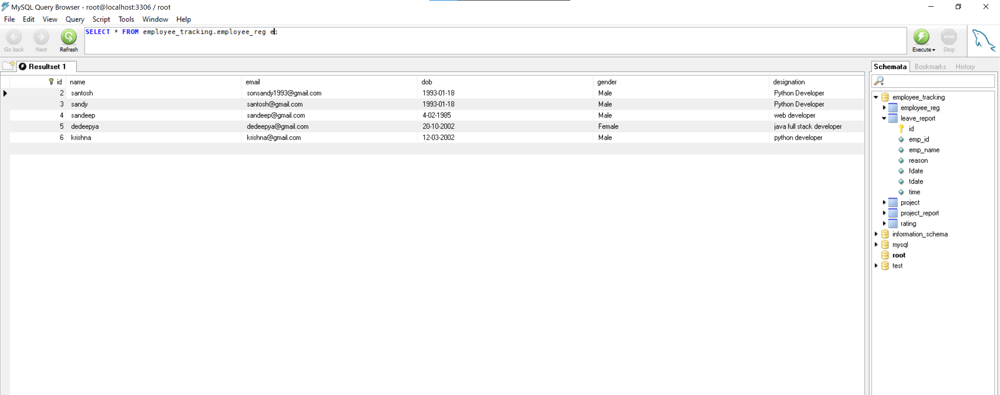 MySQL Query Browser - root@localhost:3306 / root
File Edit View Query Script Tools Window Help
SELECT * FROM employee_tracking.employee_reg e;
Go back Next Refresh Execute STOP Stop
Resultset 1
id name email dob gender designation
2 santosh sonsandy1993@gmail.com 1993-01-18 Male Python Developer
3 sandy santosh@gmail.com 1993-01-18 Male Python Developer
4 sandeep sandeep@gmail.com 4-02-1985 Male web developer
5 dedeepya dedeepya@gmail.com 20-10-2002 Female java full stack developer
6 krishna krishna@gmail.com 12-03-2002 Male python developer
Schemata Bookmarks History
employee_tracking
employee_reg
leave_report
id
emp_id
emp_name
reason
fdate
tdate
time
project
project_report
rating
information_schema
mysql
root
test